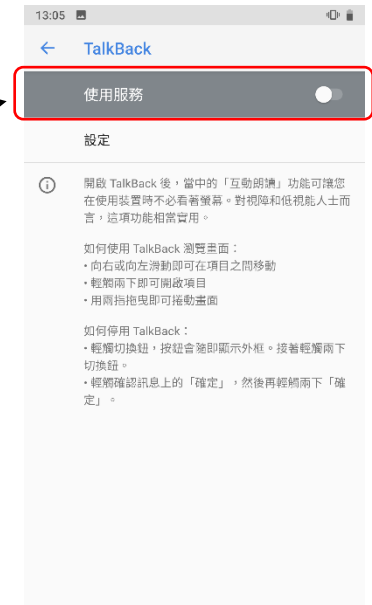 13:05
TalkBack
使用服務
設定
開啟 TalkBack 後，當中的「互動朗讀」功能可讓您
在使用裝置時不必看著螢幕。對視障和低視能人士而
言，這項功能相當實用。
如何使用 TalkBack 瀏覽畫面：
• 向右或向左滑動即可在項目之間移動
• 輕觸兩下即可開啟項目
• 用兩指拖曳即可捲動畫面
如何停用 TalkBack：
• 輕觸切換鈕，按鈕會隨即顯示外框。接著輕觸兩下
切換鈕。
• 輕觸確認訊息上的「確定」，然後再輕觸兩下「確
定」。